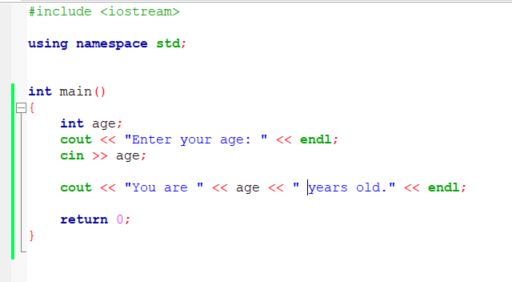 #include <iostream>
using namespace std;
int main()
{
int age;
cout << "Enter your age: " << endl;
cin >> age;
cout << "You are " << age << " years old." << endl;
return 0;
}